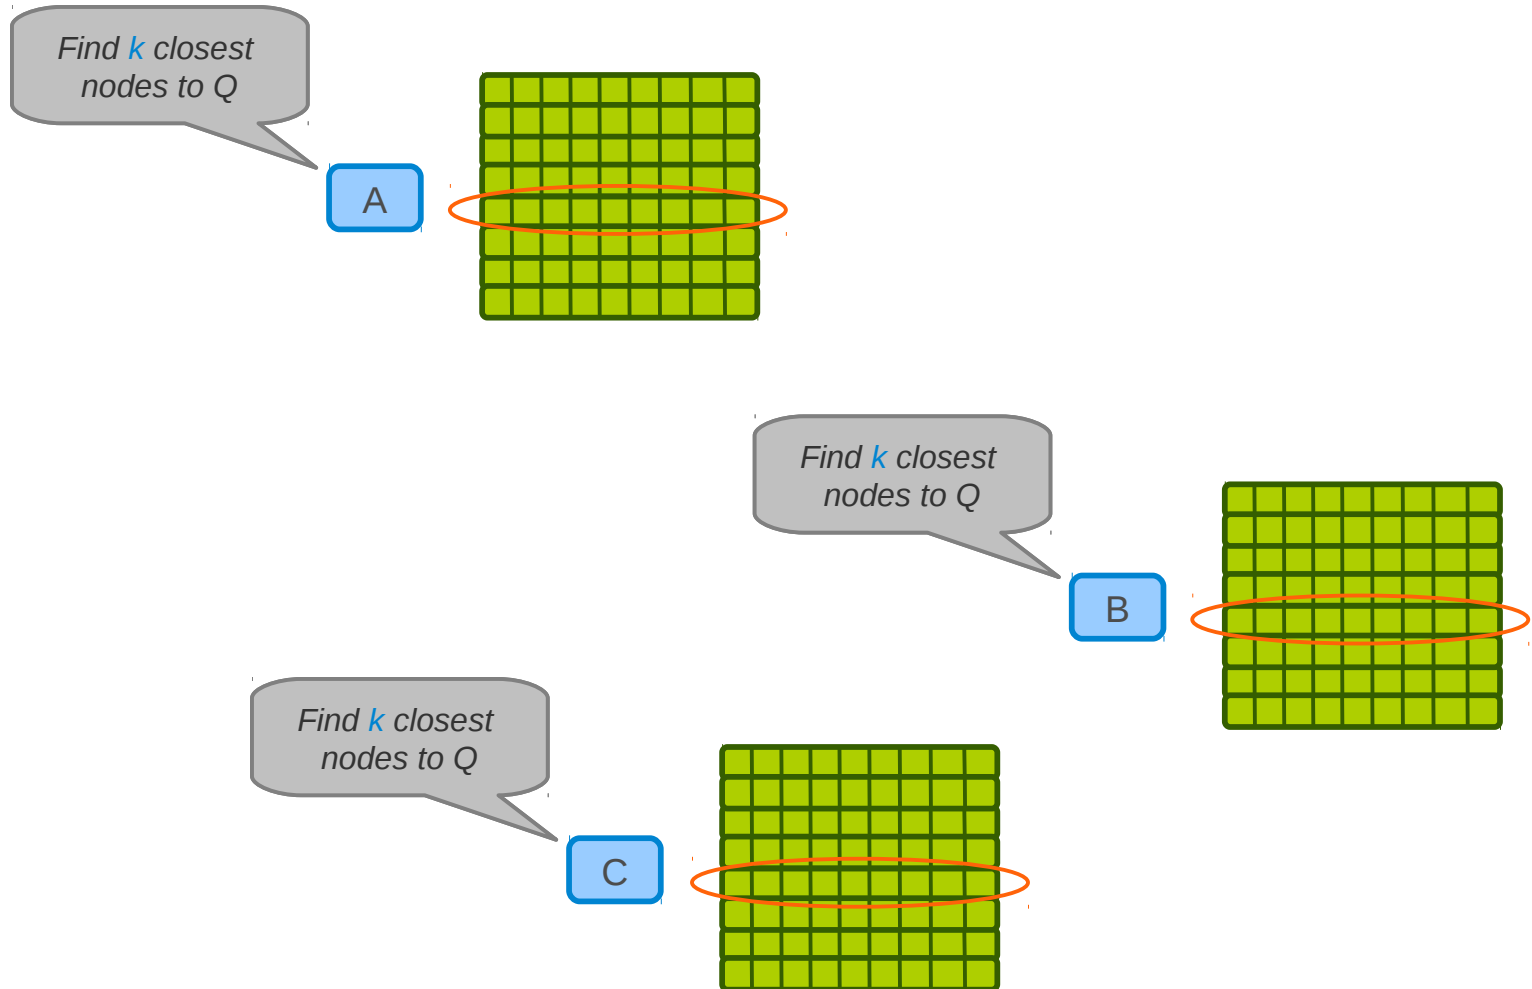 Find k closest
nodes to Q
A
Find k closest
nodes to Q
B
Find k closest
nodes to Q
C